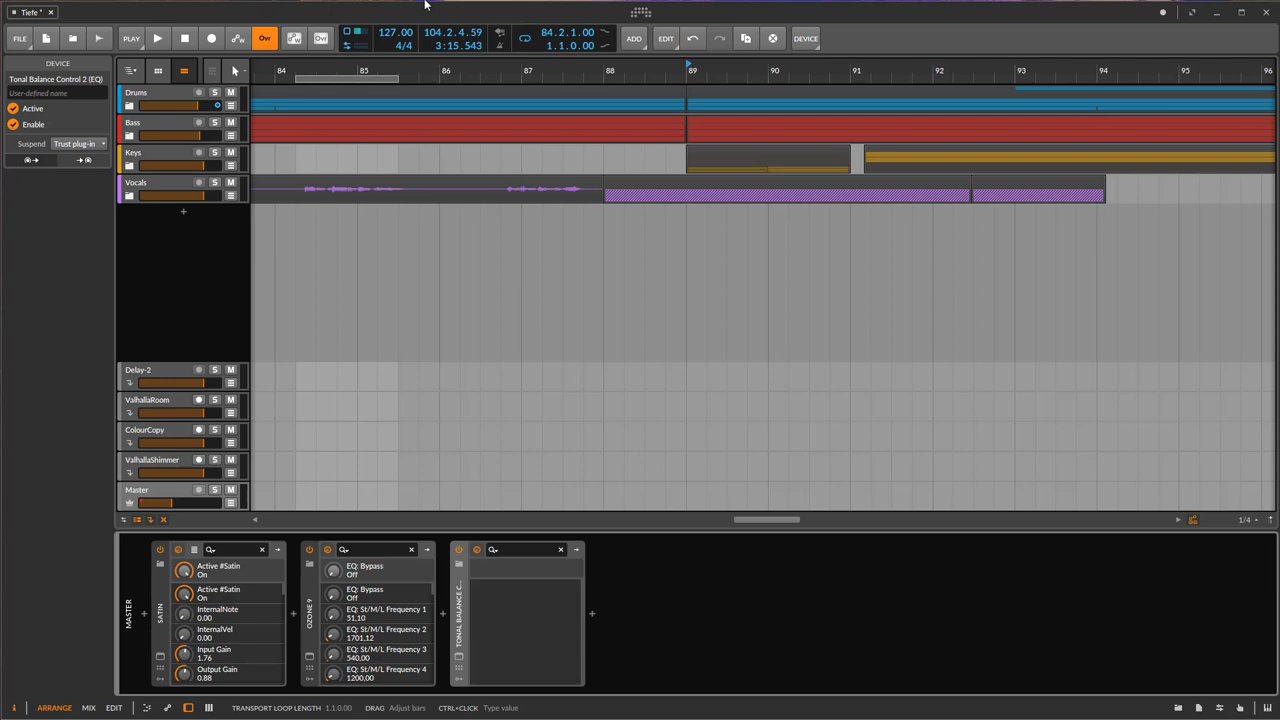 Tiefe *
FILE
PLAY
Ovr
Ovr
127.00
4/4
104.2.4.59
3:15.543
84.2.1.00
1.1.0.00
ADD
EDIT
DEVICE
DEVICE
Tonal Balance Control 2 (EQ)
User-defined name
Active
Enable
Suspend
Trust plug-in
84 85 86 87 88 89 90 91 92 93 94 95 96
Drums
S M
Bass
S M
Keys
S M
Vocals
S M
Delay-2
S M
ValhallaRoom
S M
ColourCopy
S M
ValhallaShimmer
S M
Master
S M
1/4
MASTER
SATIN
Active #Satin
On
Active #Satin
On
InternalNote
0.00
InternalVel
0.00
Input Gain
1.76
Output Gain
0.88
OZONE 9
EQ: Bypass
Off
EQ: Bypass
Off
EQ: St/M/L Frequency 1
51,10
EQ: St/M/L Frequency 2
1701,12
EQ: St/M/L Frequency 3
540,00
EQ: St/M/L Frequency 4
1200,00
TONAL BALANCE C...
i
ARRANGE
MIX
EDIT
TRANSPORT LOOP LENGTH
1.1.0.00
DRAG
Adjust bars
CTRL+CLICK
Type value